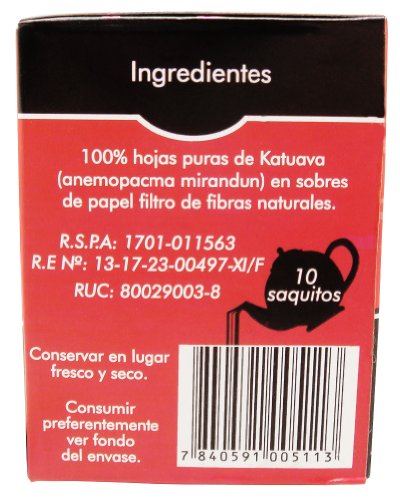 Ingredientes
100% hojas puras de Katuava
(anemopacma mirandun) en sobres
de papel filtro de fibras naturales.
R.S.P.A: 1701-011563
R.E Nº: 13-17-23-00497-XI/F
RUC: 80029003-8
10
saquitos
Conservar en lugar
fresco y seco.
Consumir
preferentemente
ver fondo
del envase.
7 840591 005113